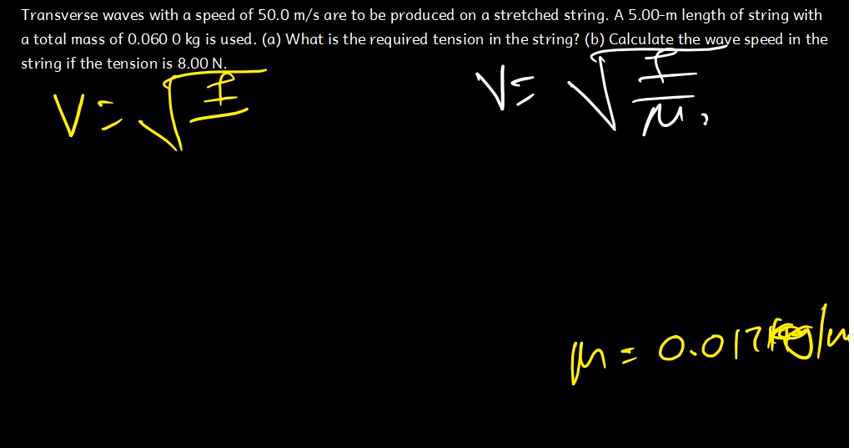 Transverse waves with a speed of 50.0 m/s are to be produced on a stretched string. A 5.00-m length of string with
a total mass of 0.060 0 kg is used. (a) What is the required tension in the string? (b) Calculate the wave speed in the
string if the tension is 8.00 N.
V = √F
V = √F/μ,
μ = 0.012 kg/m